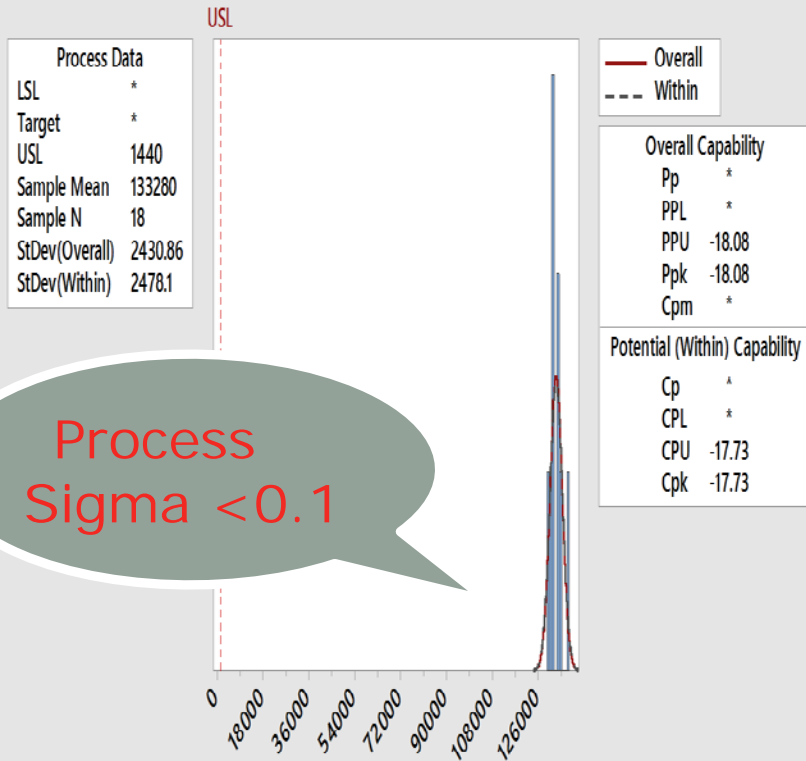 USL
Process Data
LSL *
Target *
USL 1440
Sample Mean 133280
Sample N 18
StDev(Overall) 2430.86
StDev(Within) 2478.1
Overall
Within
Overall Capability
Pp *
PPL *
PPU -18.08
Ppk -18.08
Cpm *
Potential (Within) Capability
Cp *
CPL *
CPU -17.73
Cpk -17.73
Process
Sigma <0.1
0 18000 36000 54000 72000 90000 108000 126000